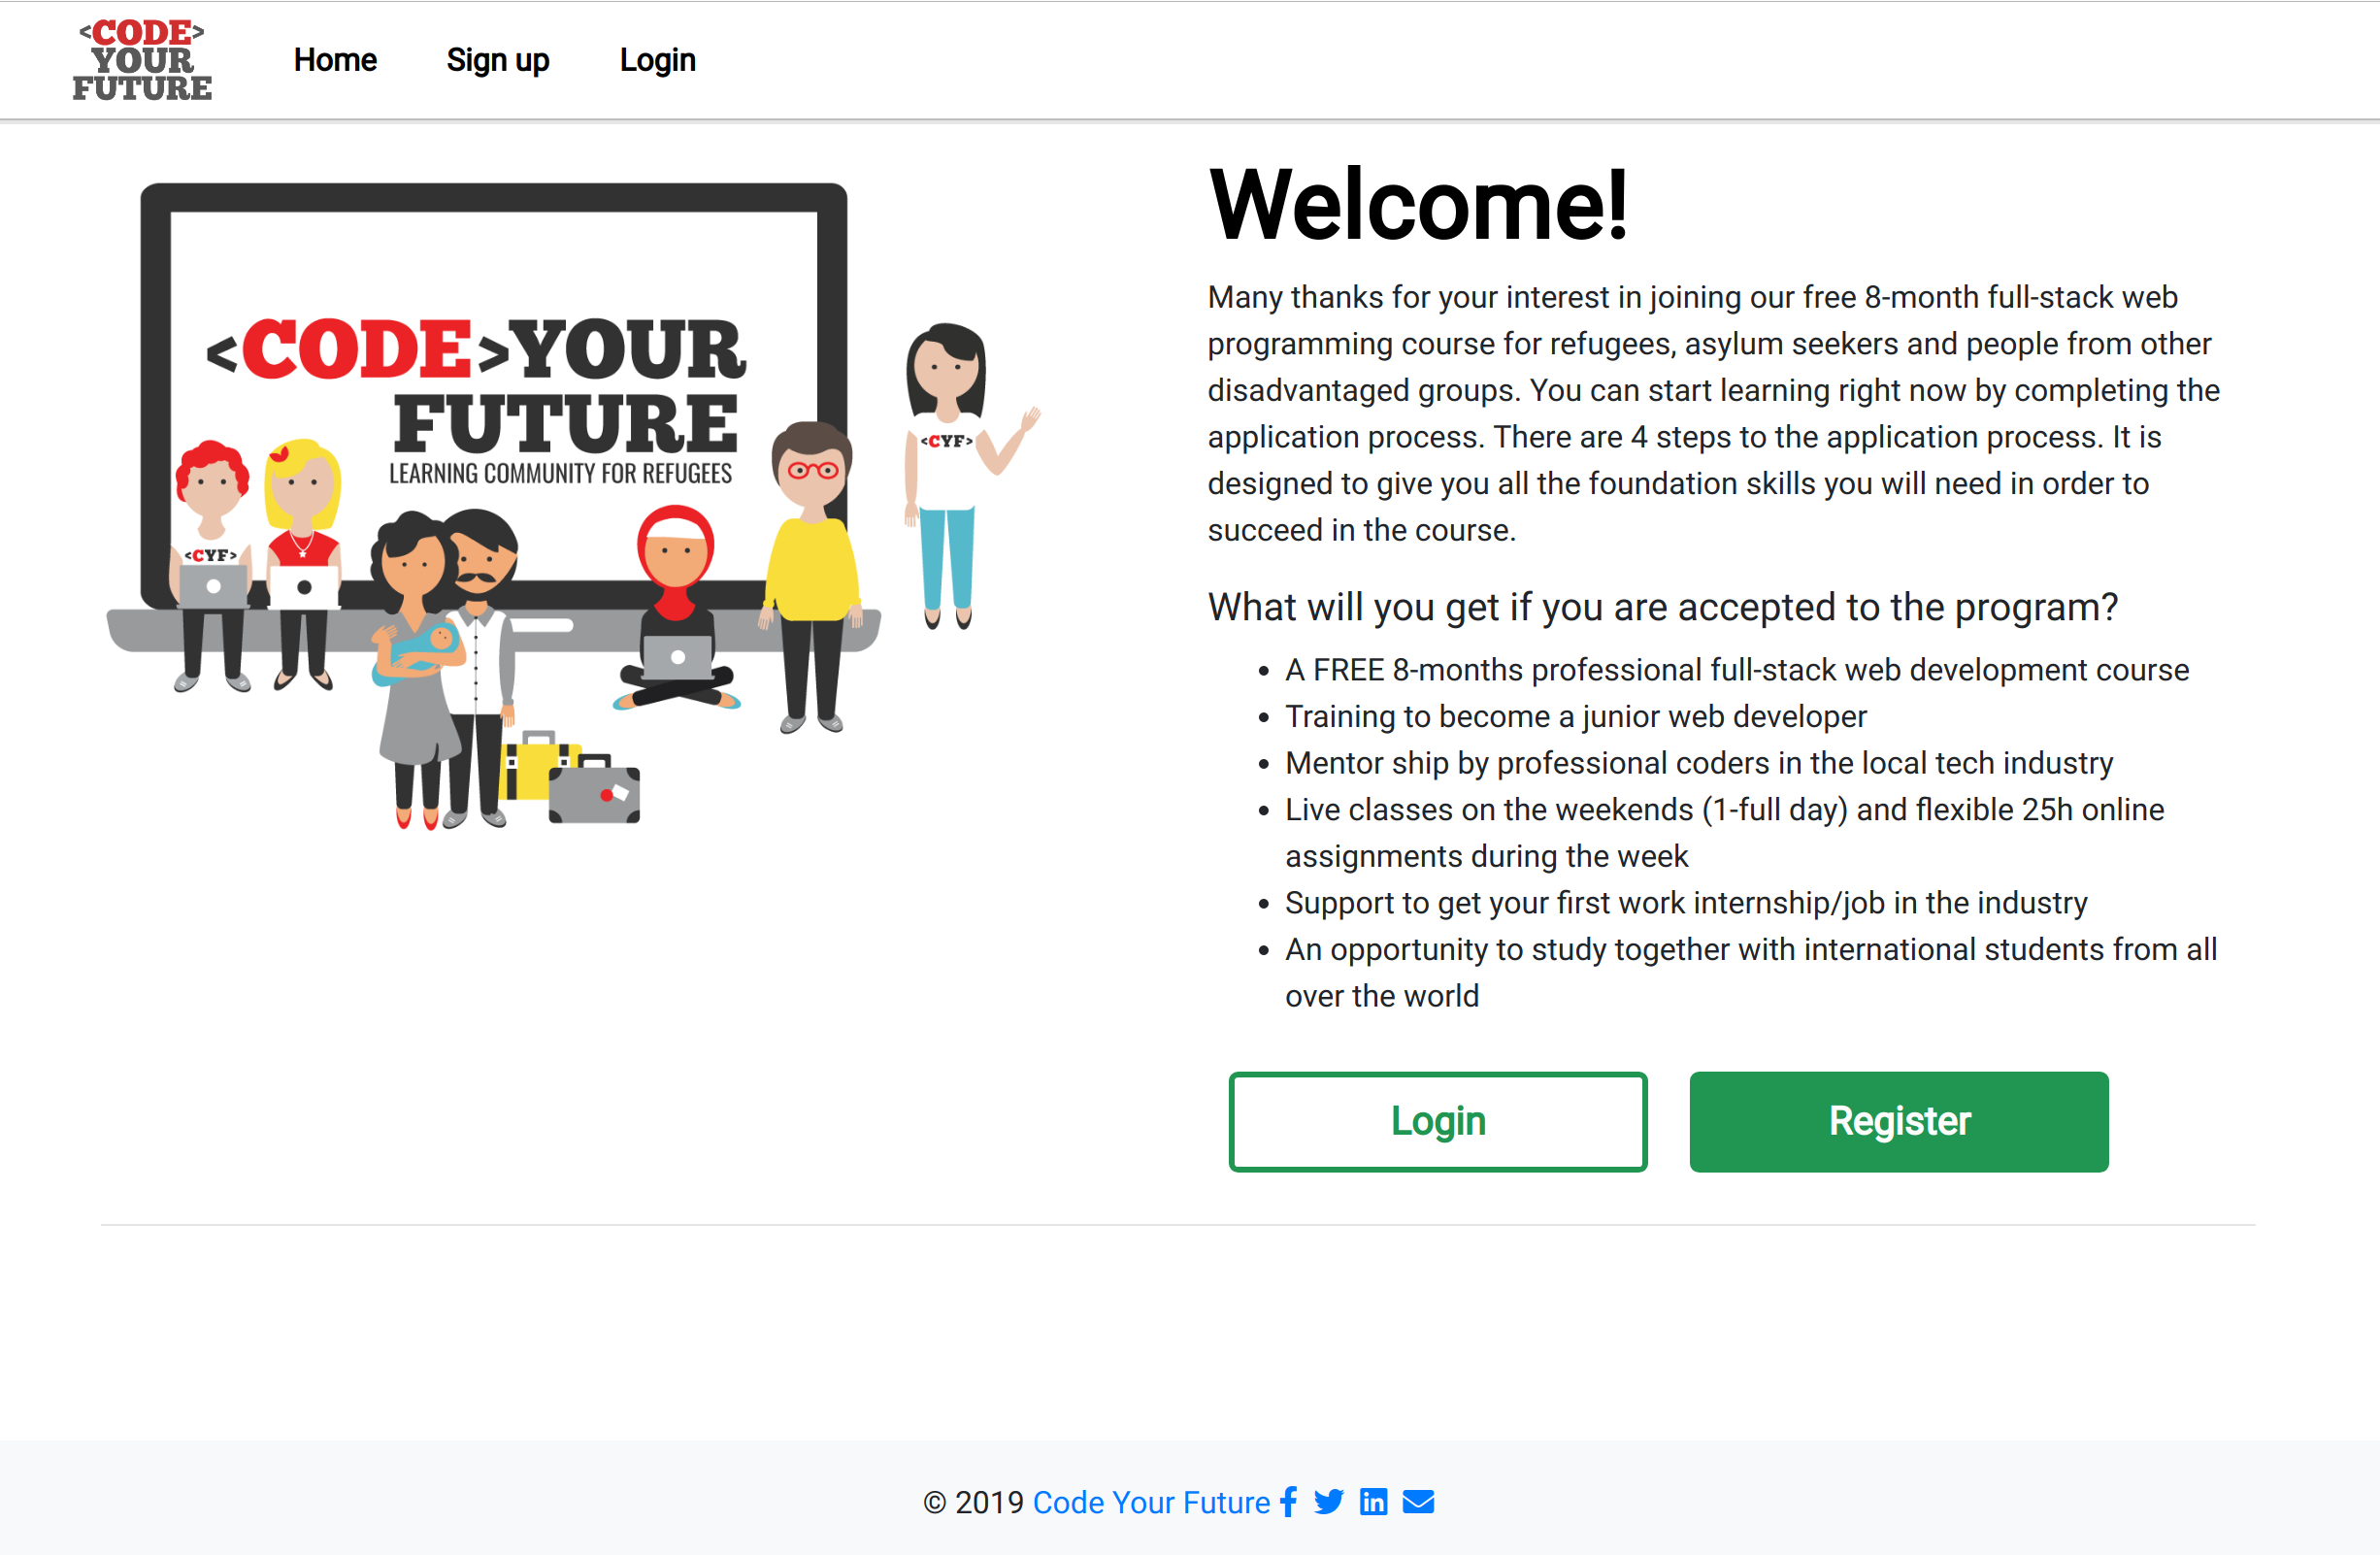 <CODE>
YOUR
FUTURE
Home Sign up Login
<CODE>YOUR
FUTURE
LEARNING COMMUNITY FOR REFUGEES
<CYF>
<CYF>
Welcome!
Many thanks for your interest in joining our free 8-month full-stack web
programming course for refugees, asylum seekers and people from other
disadvantaged groups. You can start learning right now by completing the
application process. There are 4 steps to the application process. It is
designed to give you all the foundation skills you will need in order to
succeed in the course.
What will you get if you are accepted to the program?
• A FREE 8-months professional full-stack web development course
• Training to become a junior web developer
• Mentor ship by professional coders in the local tech industry
• Live classes on the weekends (1-full day) and flexible 25h online
assignments during the week
• Support to get your first work internship/job in the industry
• An opportunity to study together with international students from all
over the world
Login Register
© 2019 Code Your Future